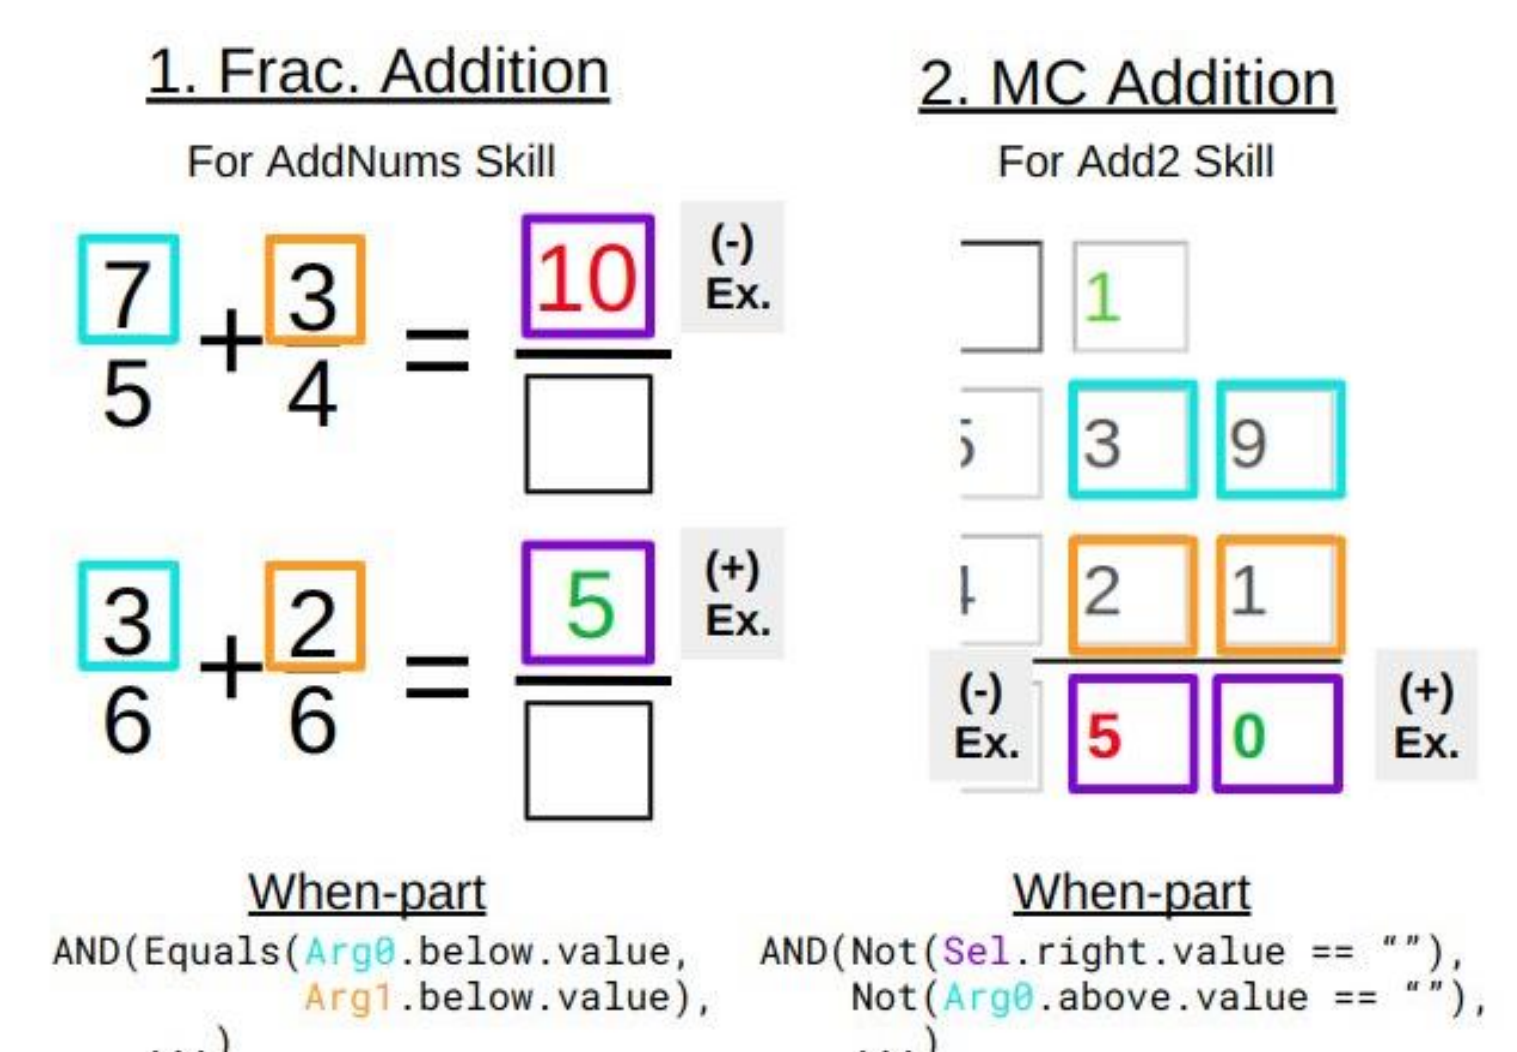 1. Frac. Addition
For AddNums Skill
7 + 3 = 10
5 4
(-)
Ex.
3 + 2 = 5
6 6
(+)
Ex.
When-part
AND(Equals(Arg0.below.value,
Arg1.below.value),
...)
2. MC Addition
For Add2 Skill
1
5 3 9
4 2 1
5 0
(-)
Ex.
(+)
Ex.
When-part
AND(Not(Sel.right.value == “”),
Not(Arg0.above.value == “”),
...)